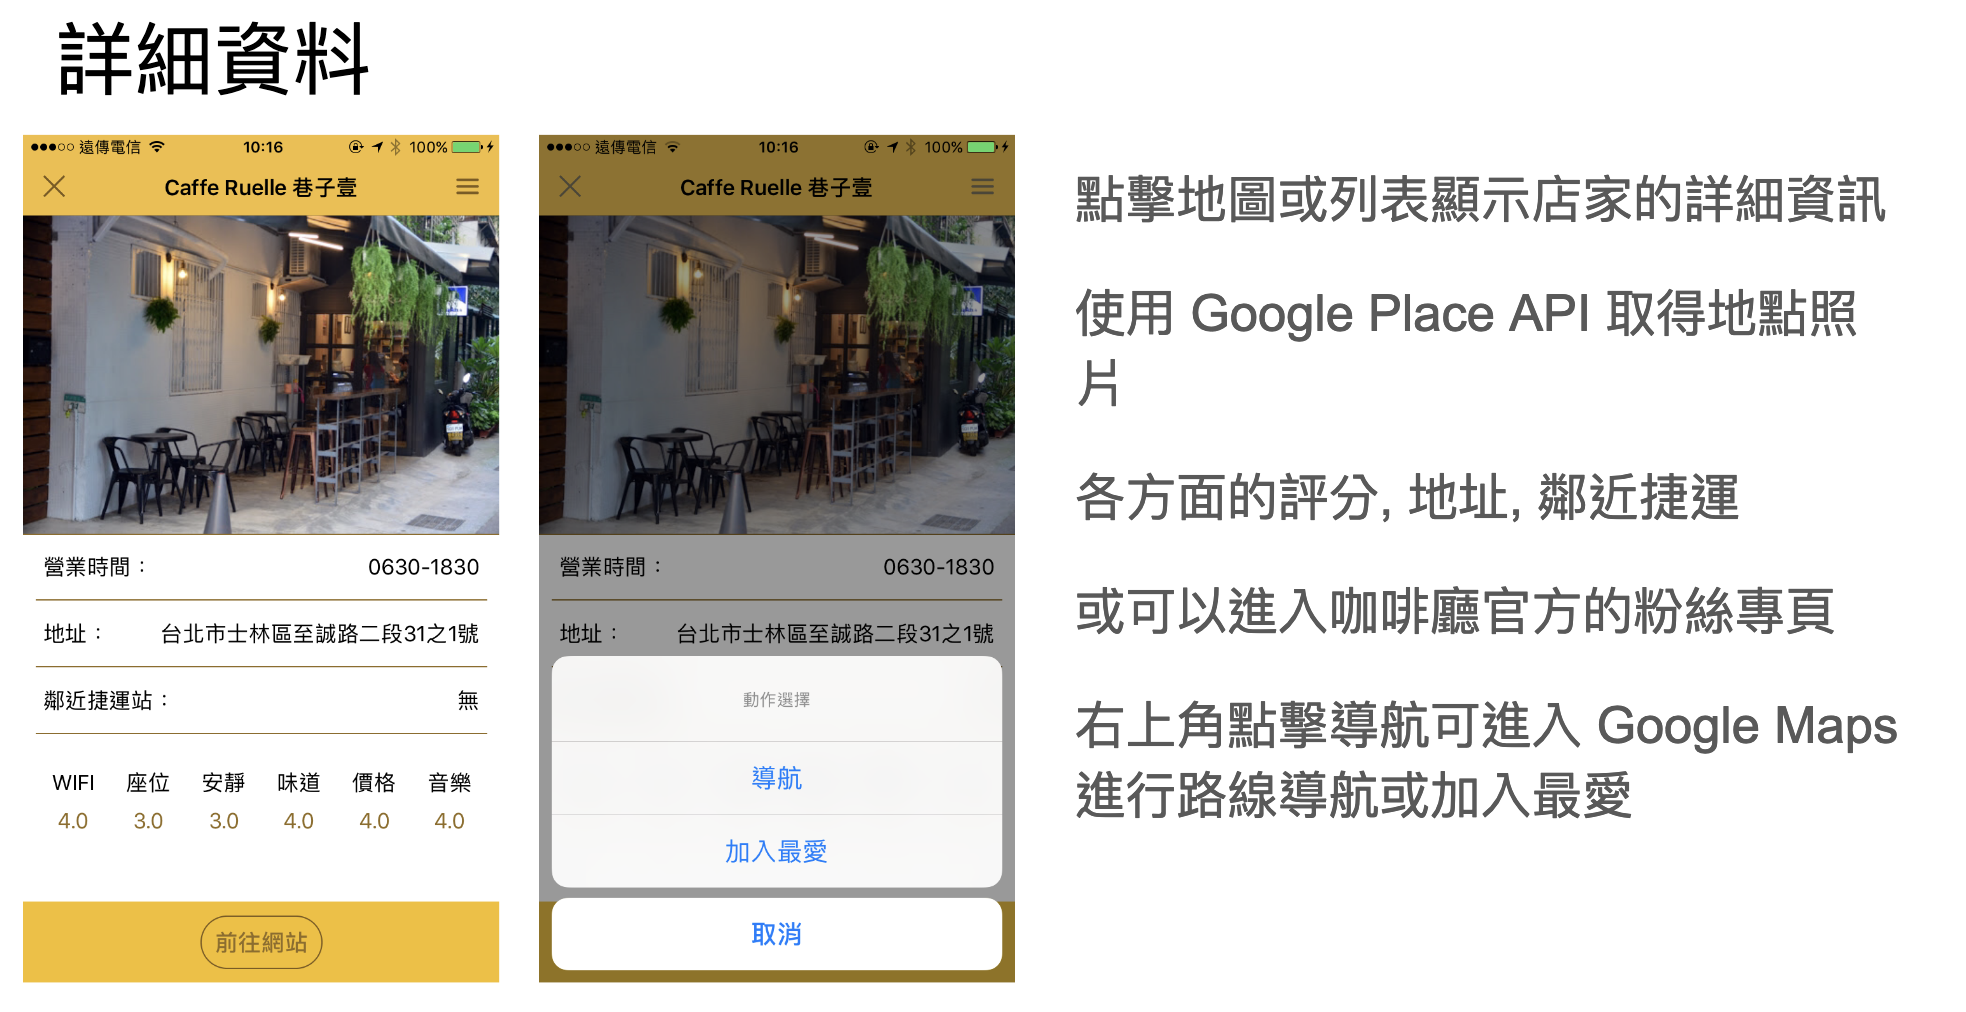 詳細資料
遠傳電信 10:16 100%
Caffe Ruelle 巷子壹
營業時間： 0630-1830
地址： 台北市士林區至誠路二段31之1號
鄰近捷運站： 無
WIFI 座位 安靜 味道 價格 音樂
4.0 3.0 3.0 4.0 4.0 4.0
前往網站
遠傳電信 10:16 100%
Caffe Ruelle 巷子壹
營業時間： 0630-1830
地址： 台北市士林區至誠路二段31之1號
動作選擇
導航
加入最愛
取消
點擊地圖或列表顯示店家的詳細資訊
使用 Google Place API 取得地點照
片
各方面的評分, 地址, 鄰近捷運
或可以進入咖啡廳官方的粉絲專頁
右上角點擊導航可進入 Google Maps
進行路線導航或加入最愛